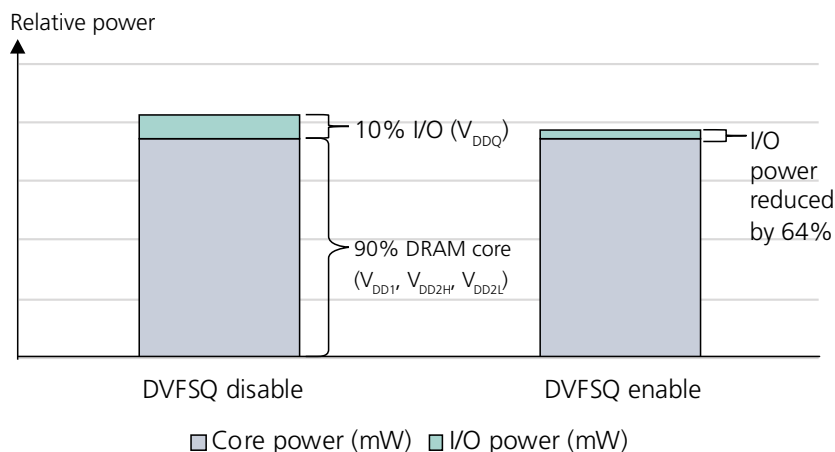 Relative power
10% I/O (VDDQ)
I/O
power
reduced
by 64%
90% DRAM core
(VDD1, VDD2H, VDD2L)
DVFSQ disable
DVFSQ enable
Core power (mW)
I/O power (mW)